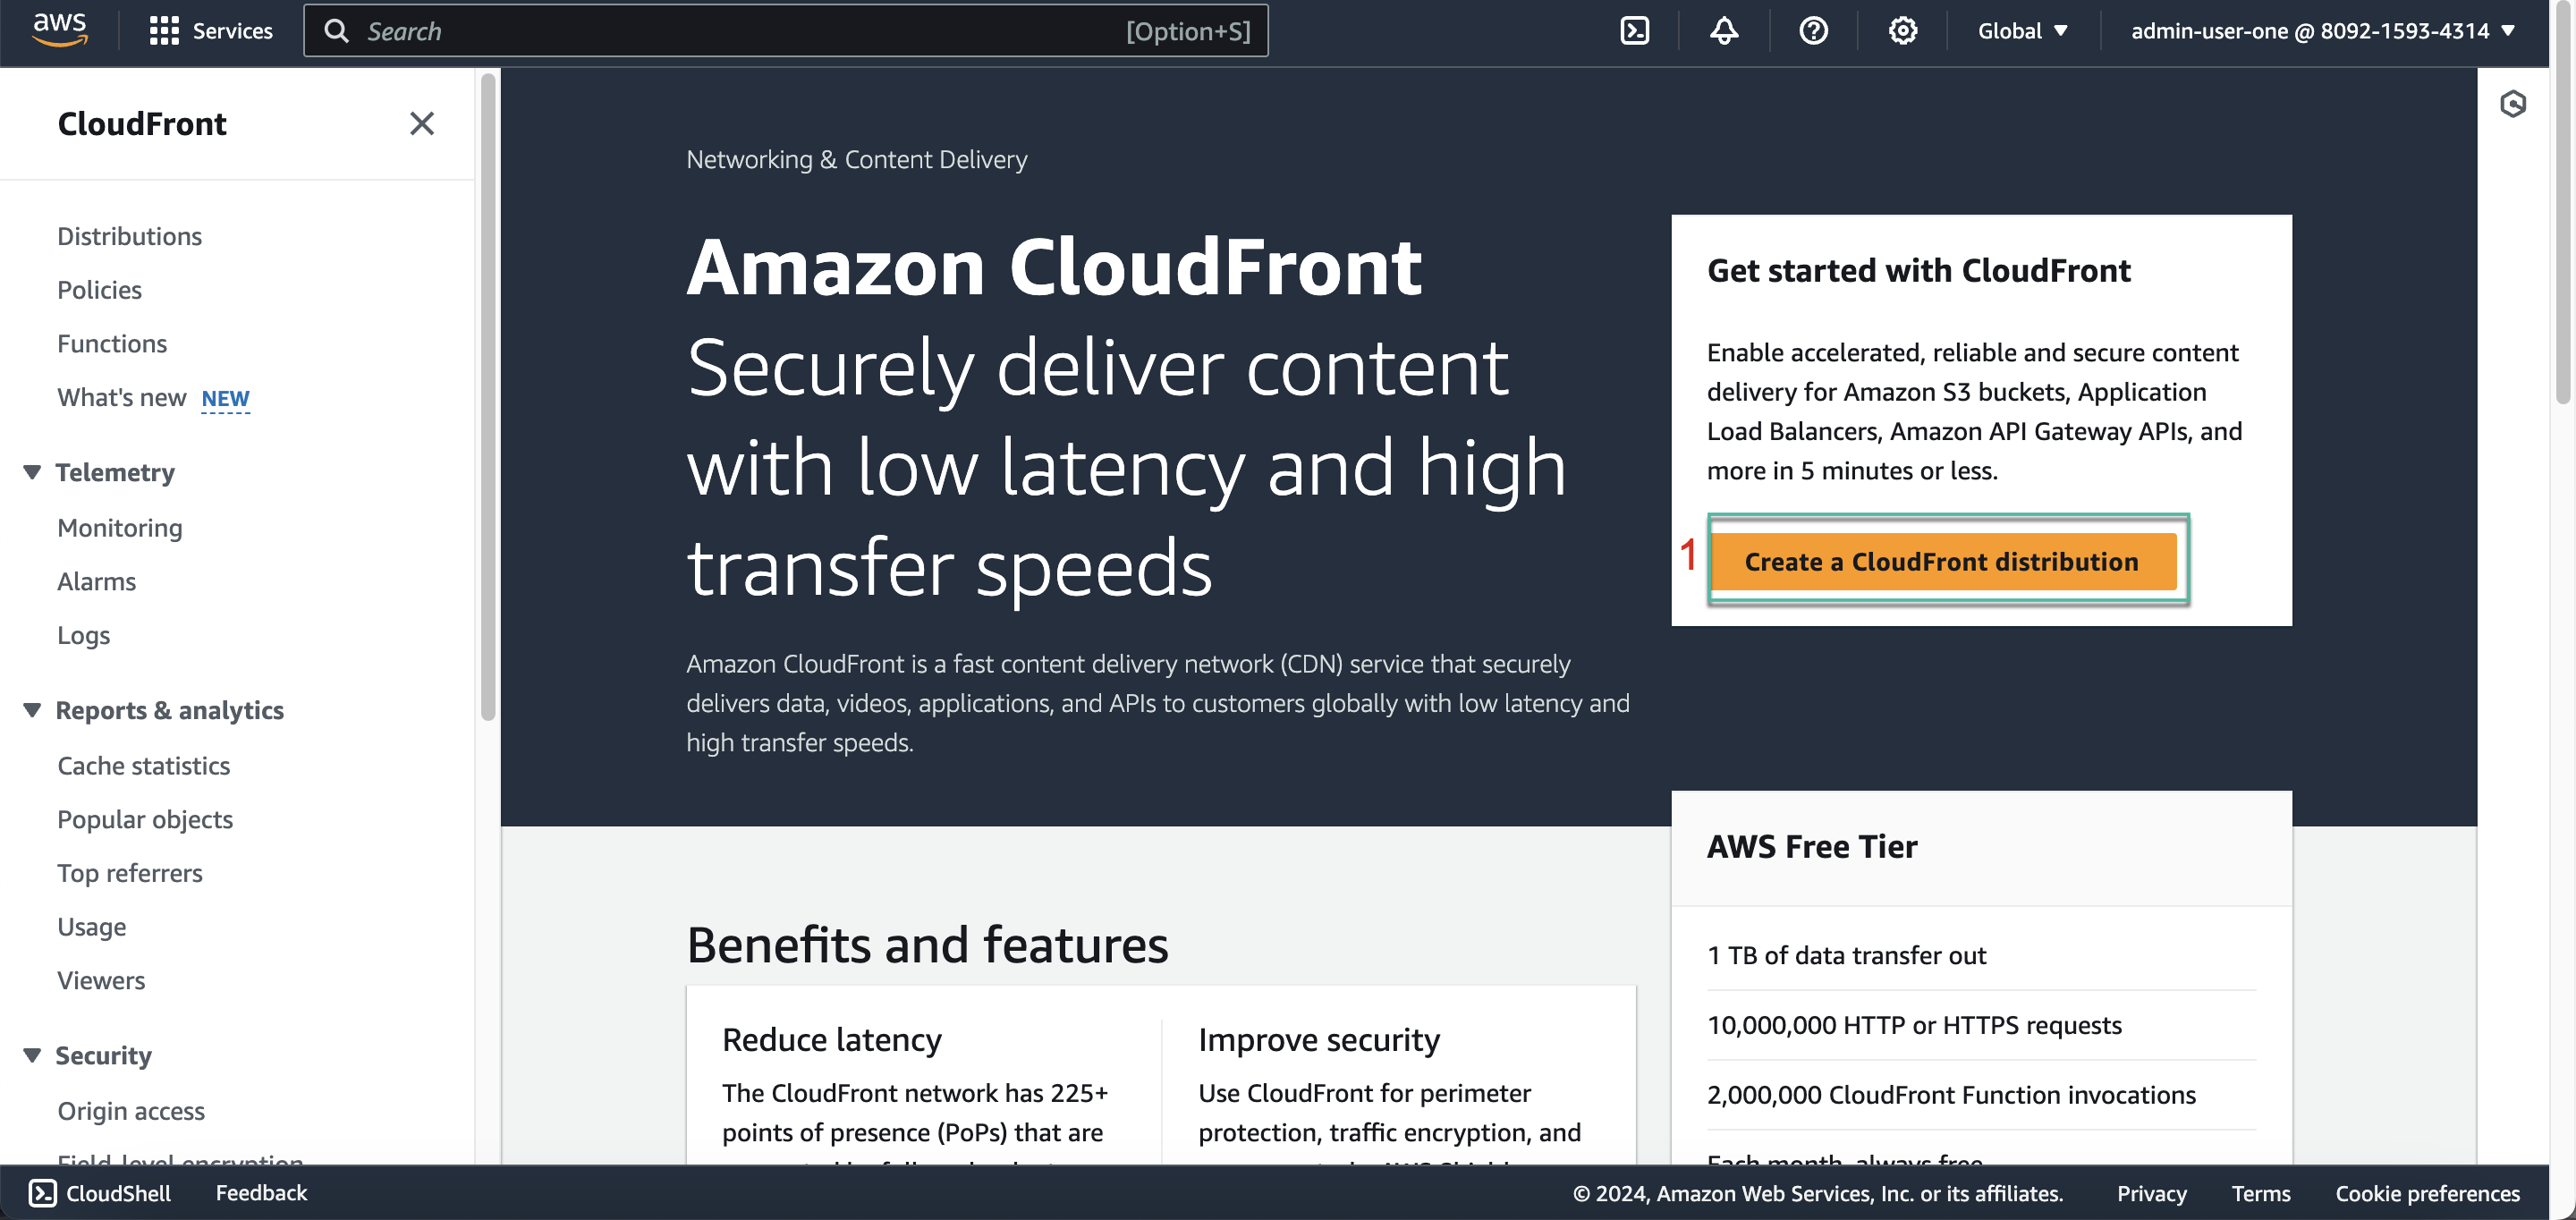 aws
Services
Search
[Option+S]
Global
admin-user-one @ 8092-1593-4314
CloudFront
Distributions
Policies
Functions
What's new NEW
Telemetry
Monitoring
Alarms
Logs
Reports & analytics
Cache statistics
Popular objects
Top referrers
Usage
Viewers
Security
Origin access
Field-level encryption
Networking & Content Delivery
Amazon CloudFront
Securely deliver content
with low latency and high
transfer speeds
Amazon CloudFront is a fast content delivery network (CDN) service that securely
delivers data, videos, applications, and APIs to customers globally with low latency and
high transfer speeds.
Get started with CloudFront
Enable accelerated, reliable and secure content
delivery for Amazon S3 buckets, Application
Load Balancers, Amazon API Gateway APIs, and
more in 5 minutes or less.
1
Create a CloudFront distribution
Benefits and features
Reduce latency
The CloudFront network has 225+
points of presence (PoPs) that are
Improve security
Use CloudFront for perimeter
protection, traffic encryption, and
AWS Free Tier
1 TB of data transfer out
10,000,000 HTTP or HTTPS requests
2,000,000 CloudFront Function invocations
Each month, always free
CloudShell
Feedback
© 2024, Amazon Web Services, Inc. or its affiliates.
Privacy
Terms
Cookie preferences